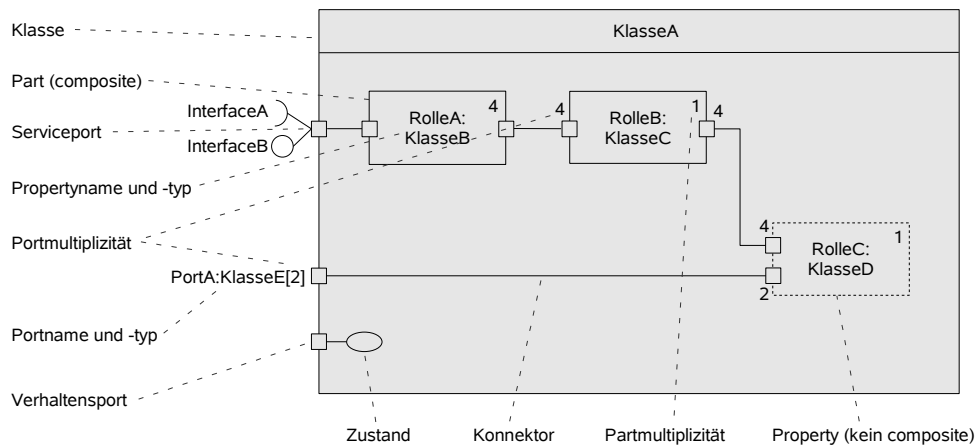 Klasse
KlasseA
Part (composite)
InterfaceA
RolleA:
KlasseB
4
4
RolleB:
KlasseC
1
4
Serviceport
InterfaceB
Propertyname und -typ
Portmultiplizität
4
RolleC:
KlasseD
1
PortA:KlasseE[2]
2
Portname und -typ
Verhaltensport
Zustand
Konnektor
Partmultiplizität
Property (kein composite)